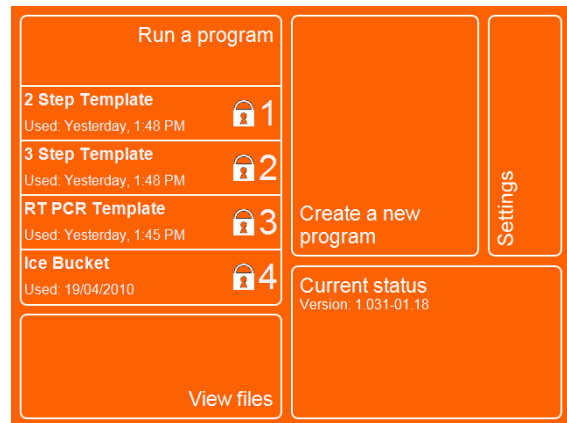 Run a program
2 Step Template
Used: Yesterday, 1:48 PM
1
3 Step Template
Used: Yesterday, 1:48 PM
2
RT PCR Template
Used: Yesterday, 1:45 PM
3
Ice Bucket
Used: 19/04/2010
4
View files
Create a new
program
Settings
Current status
Version: 1.031-01.18